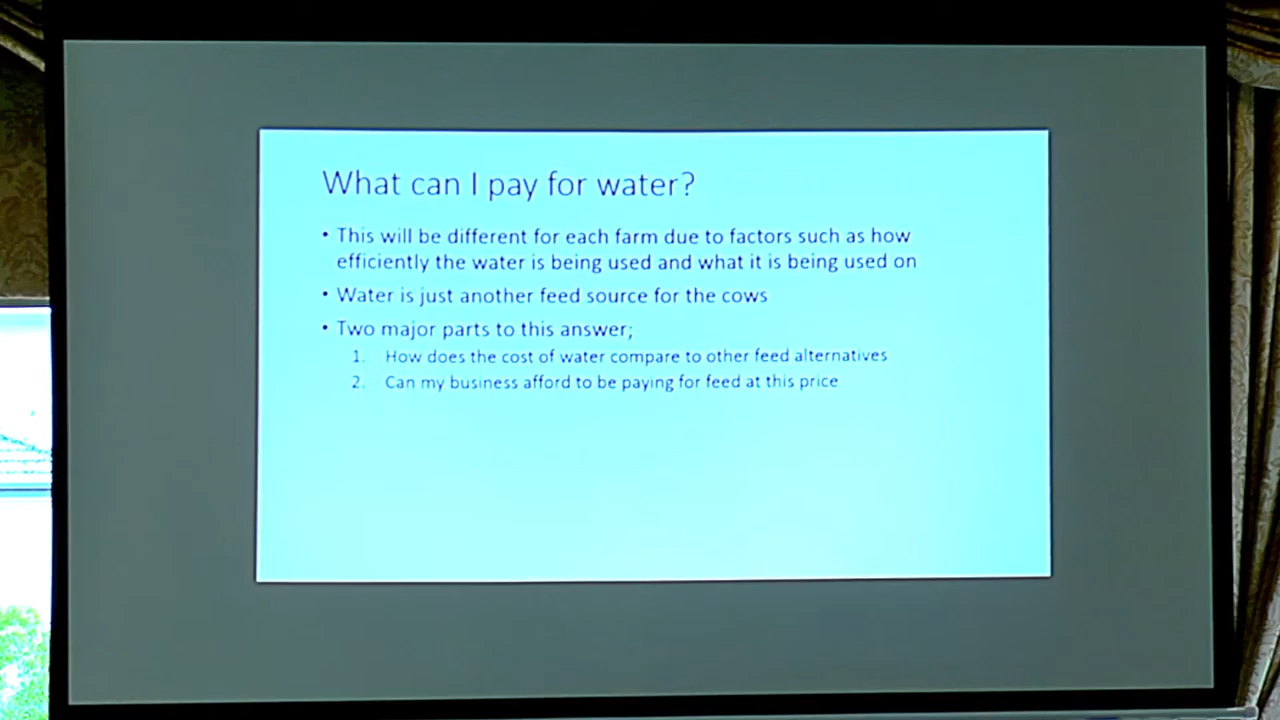 What can I pay for water?
• This will be different for each farm due to factors such as how
efficiently the water is being used and what it is being used on
• Water is just another feed source for the cows
• Two major parts to this answer;
1. How does the cost of water compare to other feed alternatives
2. Can my business afford to be paying for feed at this price